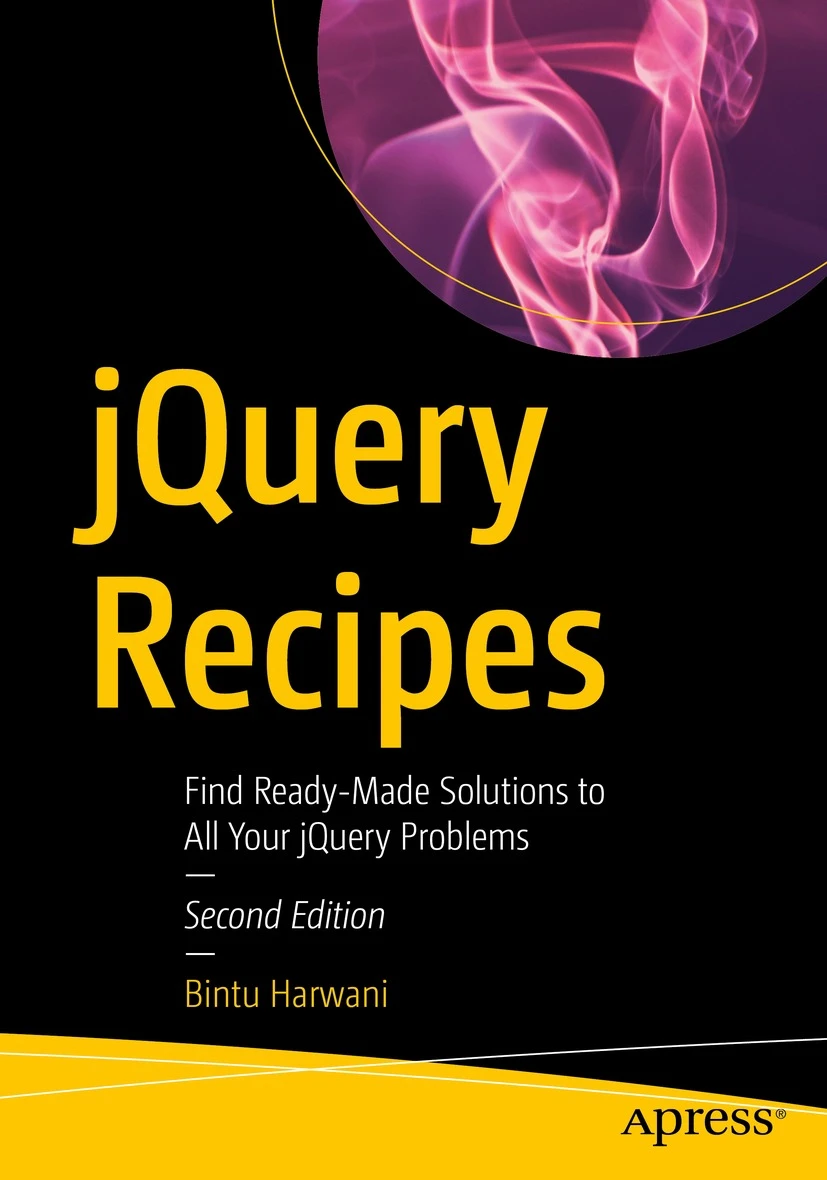 jQuery
Recipes
Find Ready-Made Solutions to
All Your jQuery Problems
—
Second Edition
—
Bintu Harwani
Apress®